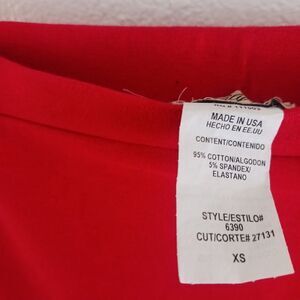 MADE IN USA
HECHO EN EE.UU
CONTENT/CONTENIDO
95% COTTON/ALGODON
5% SPANDEX/
ELASTANO
STYLE/ESTILO#
6390
CUT/CORTE# 27131
XS